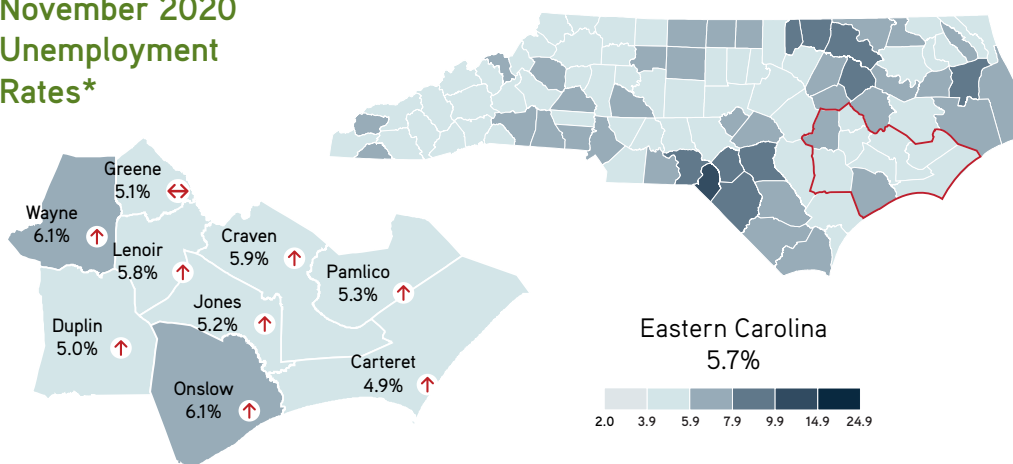 November 2020
Unemployment
Rates*
Greene
5.1%
Wayne
6.1%
Lenoir
5.8%
Craven
5.9%
Pamlico
5.3%
Jones
5.2%
Duplin
5.0%
Carteret
4.9%
Onslow
6.1%
Eastern Carolina
5.7%
2.0 3.9 5.9 7.9 9.9 14.9 24.9